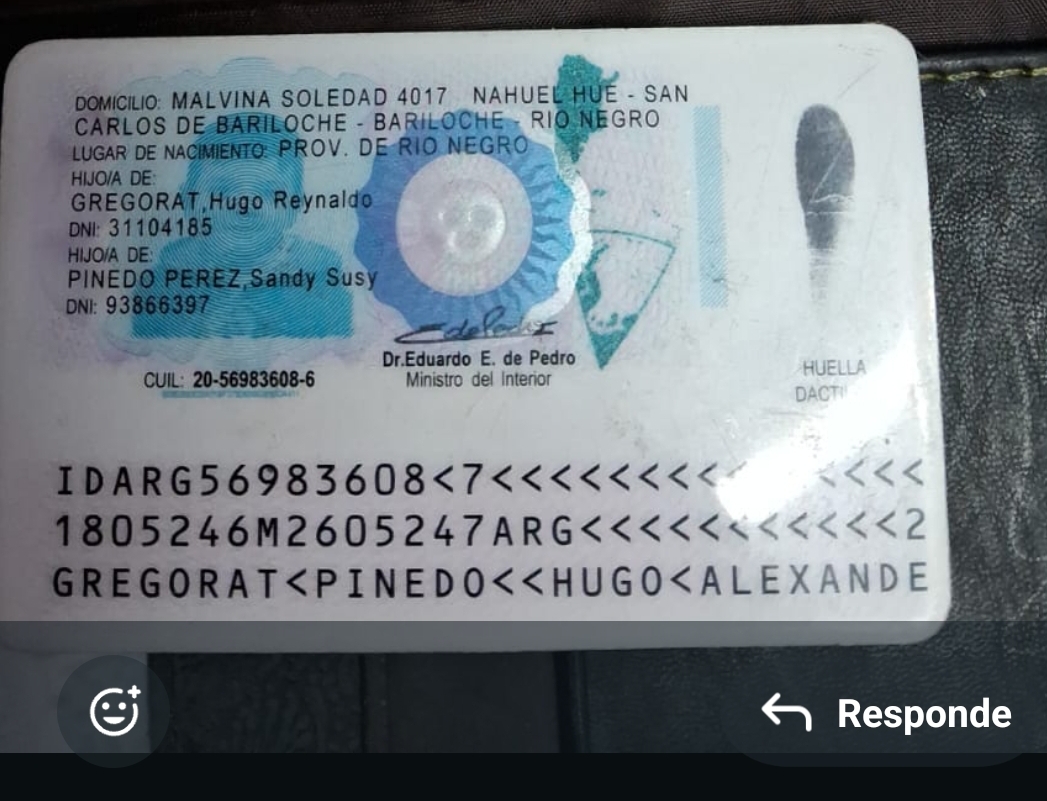 DOMICILIO: MALVINA SOLEDAD 4017 NAHUEL HUE - SAN
CARLOS DE BARILOCHE - BARILOCHE - RIO NEGRO
LUGAR DE NACIMIENTO: PROV. DE RIO NEGRO
HIJO/A DE:
GREGORAT,Hugo Reynaldo
DNI: 31104185
HIJO/A DE:
PINEDO PEREZ,Sandy Susy
DNI: 93866397
Dr.Eduardo E. de Pedro
Ministro del Interior
CUIL: 20-56983608-6
HUELLA
IDARG56983608<7<<<<<<<<<<<<<<<
1805246M2605247ARG<<<<<<<<<<<2
GREGORAT<PINEDO<<HUGO<ALEXANDE
Responde